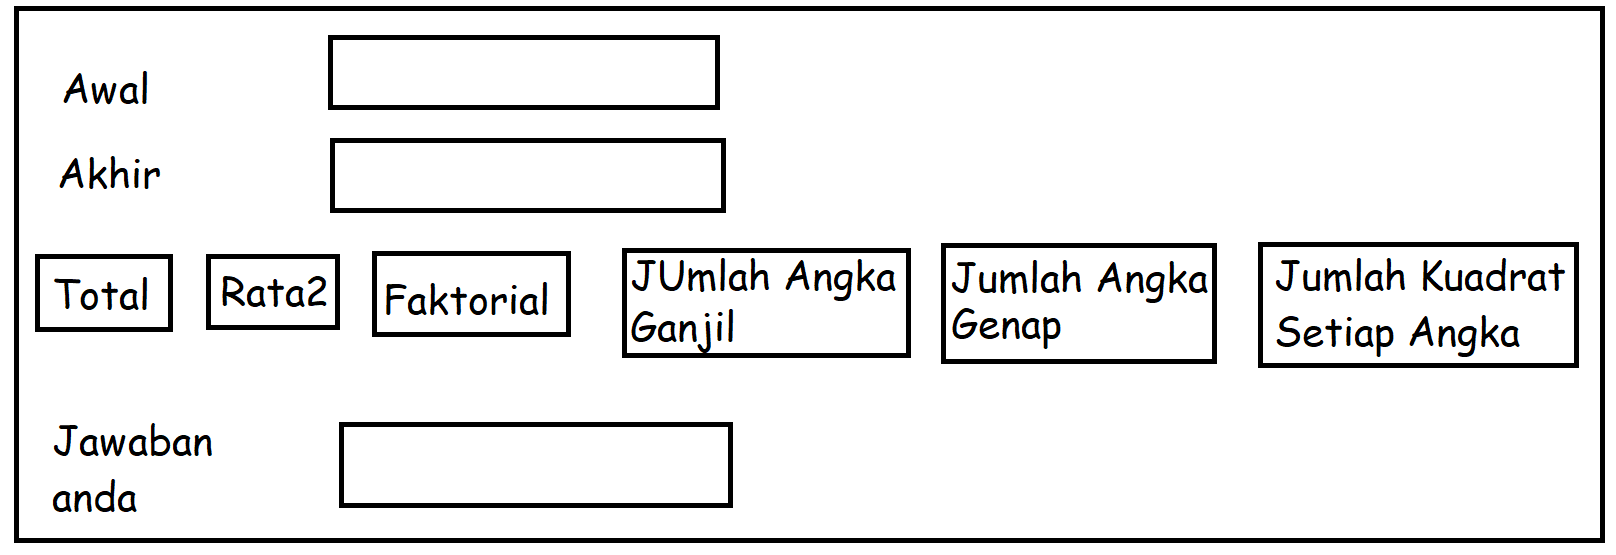 Awal
Akhir
Total
Rata2
Faktorial
JUmlah Angka
Ganjil
Jumlah Angka
Genap
Jumlah Kuadrat
Setiap Angka
Jawaban
anda